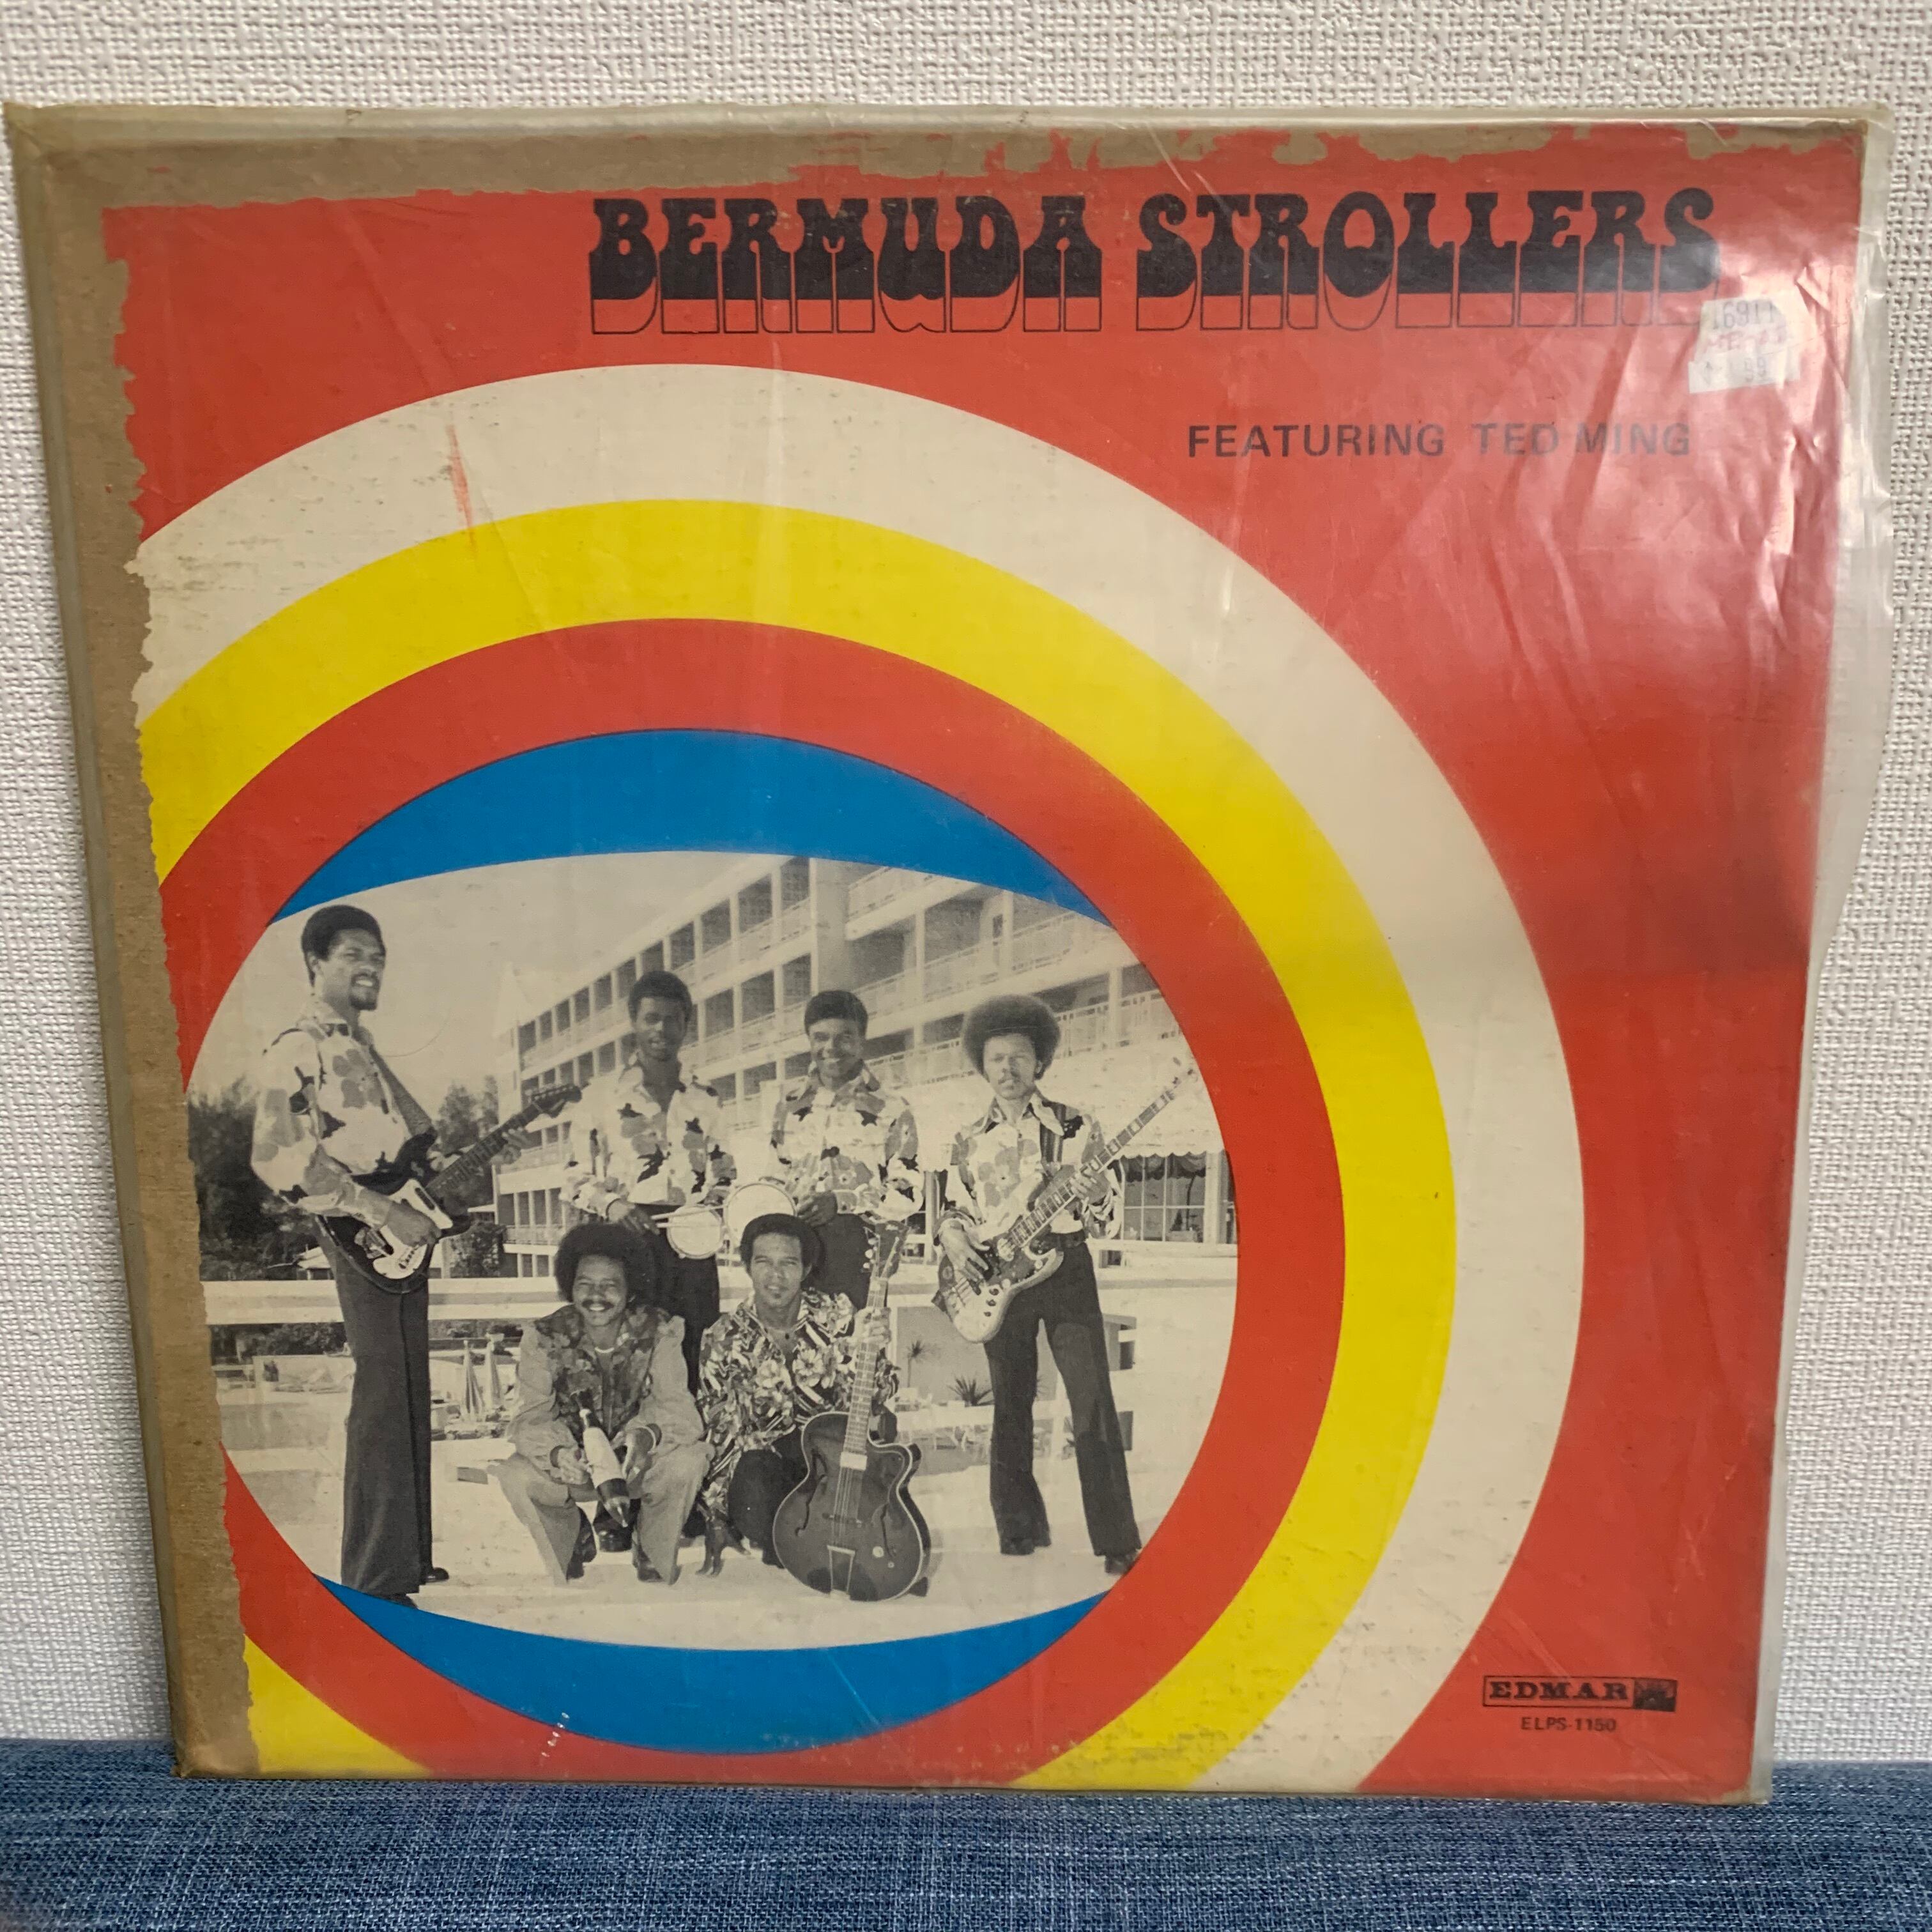 BERMUDA STROLLERS
FEATURING TED MING
EDMAR
ELPS-1150